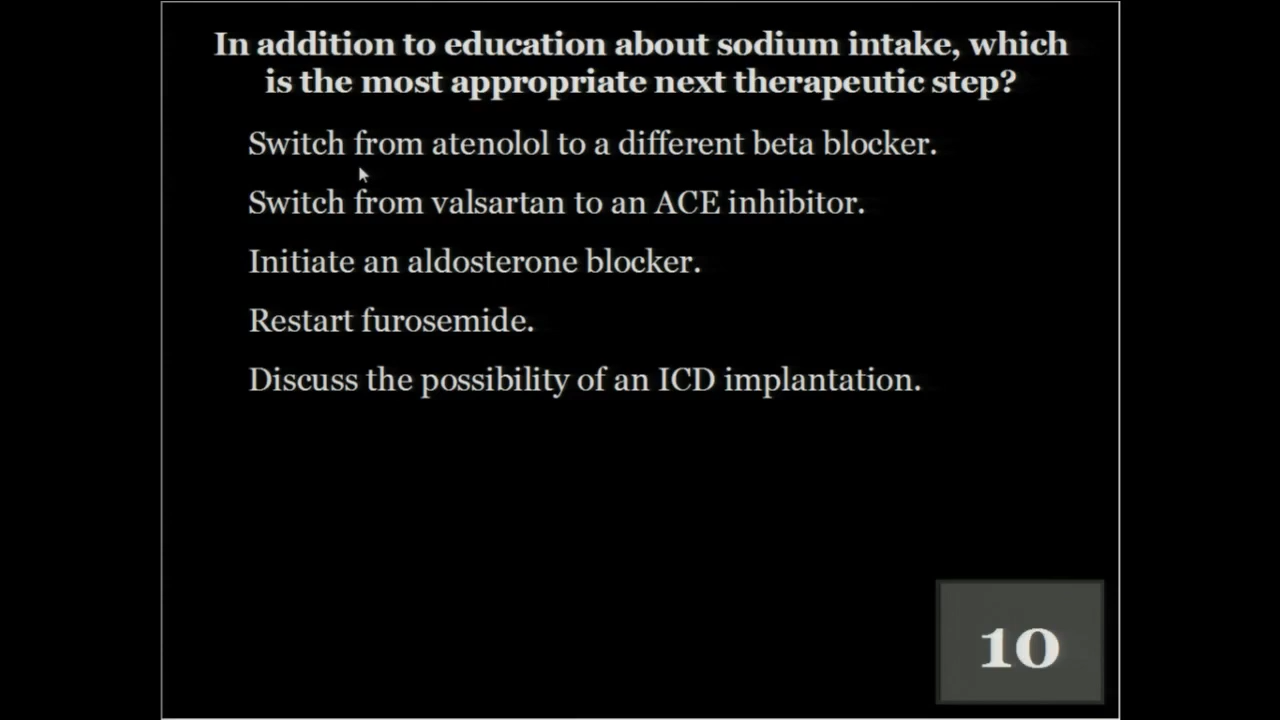 In addition to education about sodium intake, which
is the most appropriate next therapeutic step?
Switch from atenolol to a different beta blocker.
Switch from valsartan to an ACE inhibitor.
Initiate an aldosterone blocker.
Restart furosemide.
Discuss the possibility of an ICD implantation.
10